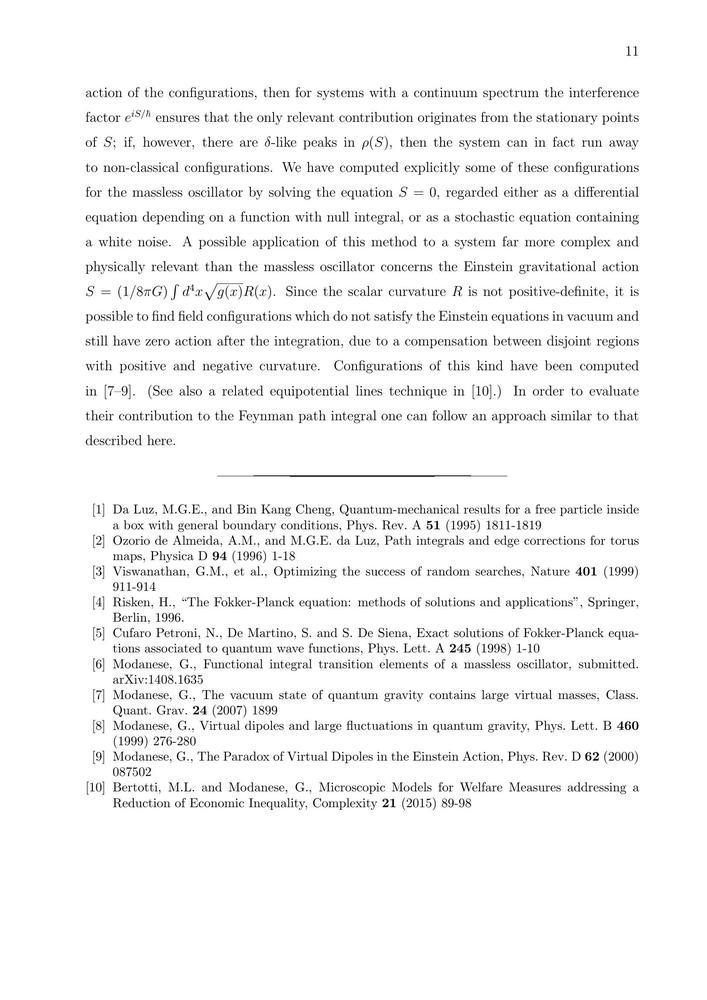 11
action of the configurations, then for systems with a continuum spectrum the interference
factor e^{iS/ħ} ensures that the only relevant contribution originates from the stationary points
of S; if, however, there are δ-like peaks in ρ(S), then the system can in fact run away
to non-classical configurations. We have computed explicitly some of these configurations
for the massless oscillator by solving the equation S = 0, regarded either as a differential
equation depending on a function with null integral, or as a stochastic equation containing
a white noise. A possible application of this method to a system far more complex and
physically relevant than the massless oscillator concerns the Einstein gravitational action
S = (1/8πG) ∫ d⁴x√g(x)R(x). Since the scalar curvature R is not positive-definite, it is
possible to find field configurations which do not satisfy the Einstein equations in vacuum and
still have zero action after the integration, due to a compensation between disjoint regions
with positive and negative curvature. Configurations of this kind have been computed
in [7–9]. (See also a related equipotential lines technique in [10].) In order to evaluate
their contribution to the Feynman path integral one can follow an approach similar to that
described here.
[1] Da Luz, M.G.E., and Bin Kang Cheng, Quantum-mechanical results for a free particle inside
a box with general boundary conditions, Phys. Rev. A 51 (1995) 1811-1819
[2] Ozorio de Almeida, A.M., and M.G.E. da Luz, Path integrals and edge corrections for torus
maps, Physica D 94 (1996) 1-18
[3] Viswanathan, G.M., et al., Optimizing the success of random searches, Nature 401 (1999)
911-914
[4] Risken, H., “The Fokker-Planck equation: methods of solutions and applications”, Springer,
Berlin, 1996.
[5] Cufaro Petroni, N., De Martino, S. and S. De Siena, Exact solutions of Fokker-Planck equa-
tions associated to quantum wave functions, Phys. Lett. A 245 (1998) 1-10
[6] Modanese, G., Functional integral transition elements of a massless oscillator, submitted.
arXiv:1408.1635
[7] Modanese, G., The vacuum state of quantum gravity contains large virtual masses, Class.
Quant. Grav. 24 (2007) 1899
[8] Modanese, G., Virtual dipoles and large fluctuations in quantum gravity, Phys. Lett. B 460
(1999) 276-280
[9] Modanese, G., The Paradox of Virtual Dipoles in the Einstein Action, Phys. Rev. D 62 (2000)
087502
[10] Bertotti, M.L. and Modanese, G., Microscopic Models for Welfare Measures addressing a
Reduction of Economic Inequality, Complexity 21 (2015) 89-98